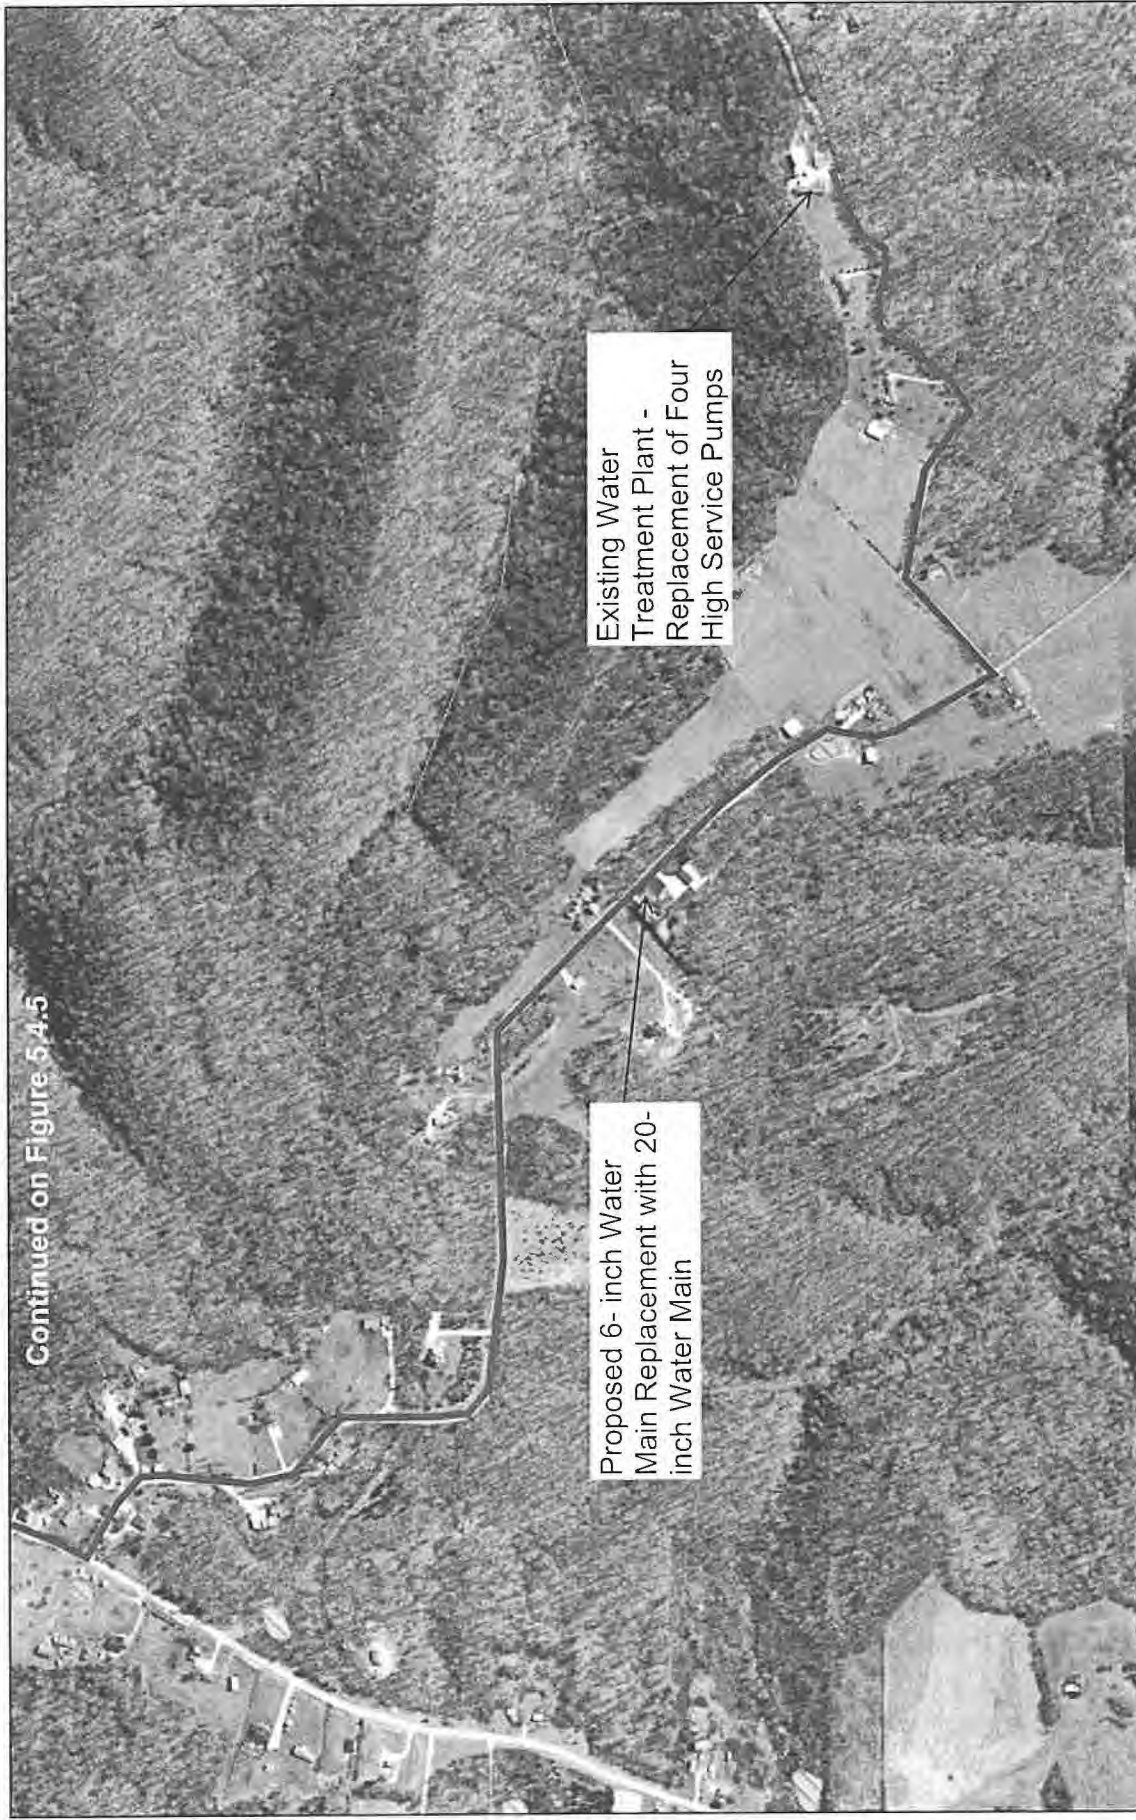 Continued on Figure 5.4.5
Existing Water
Treatment Plant -
Replacement of Four
High Service Pumps
Proposed 6- inch Water
Main Replacement with 20-
inch Water Main